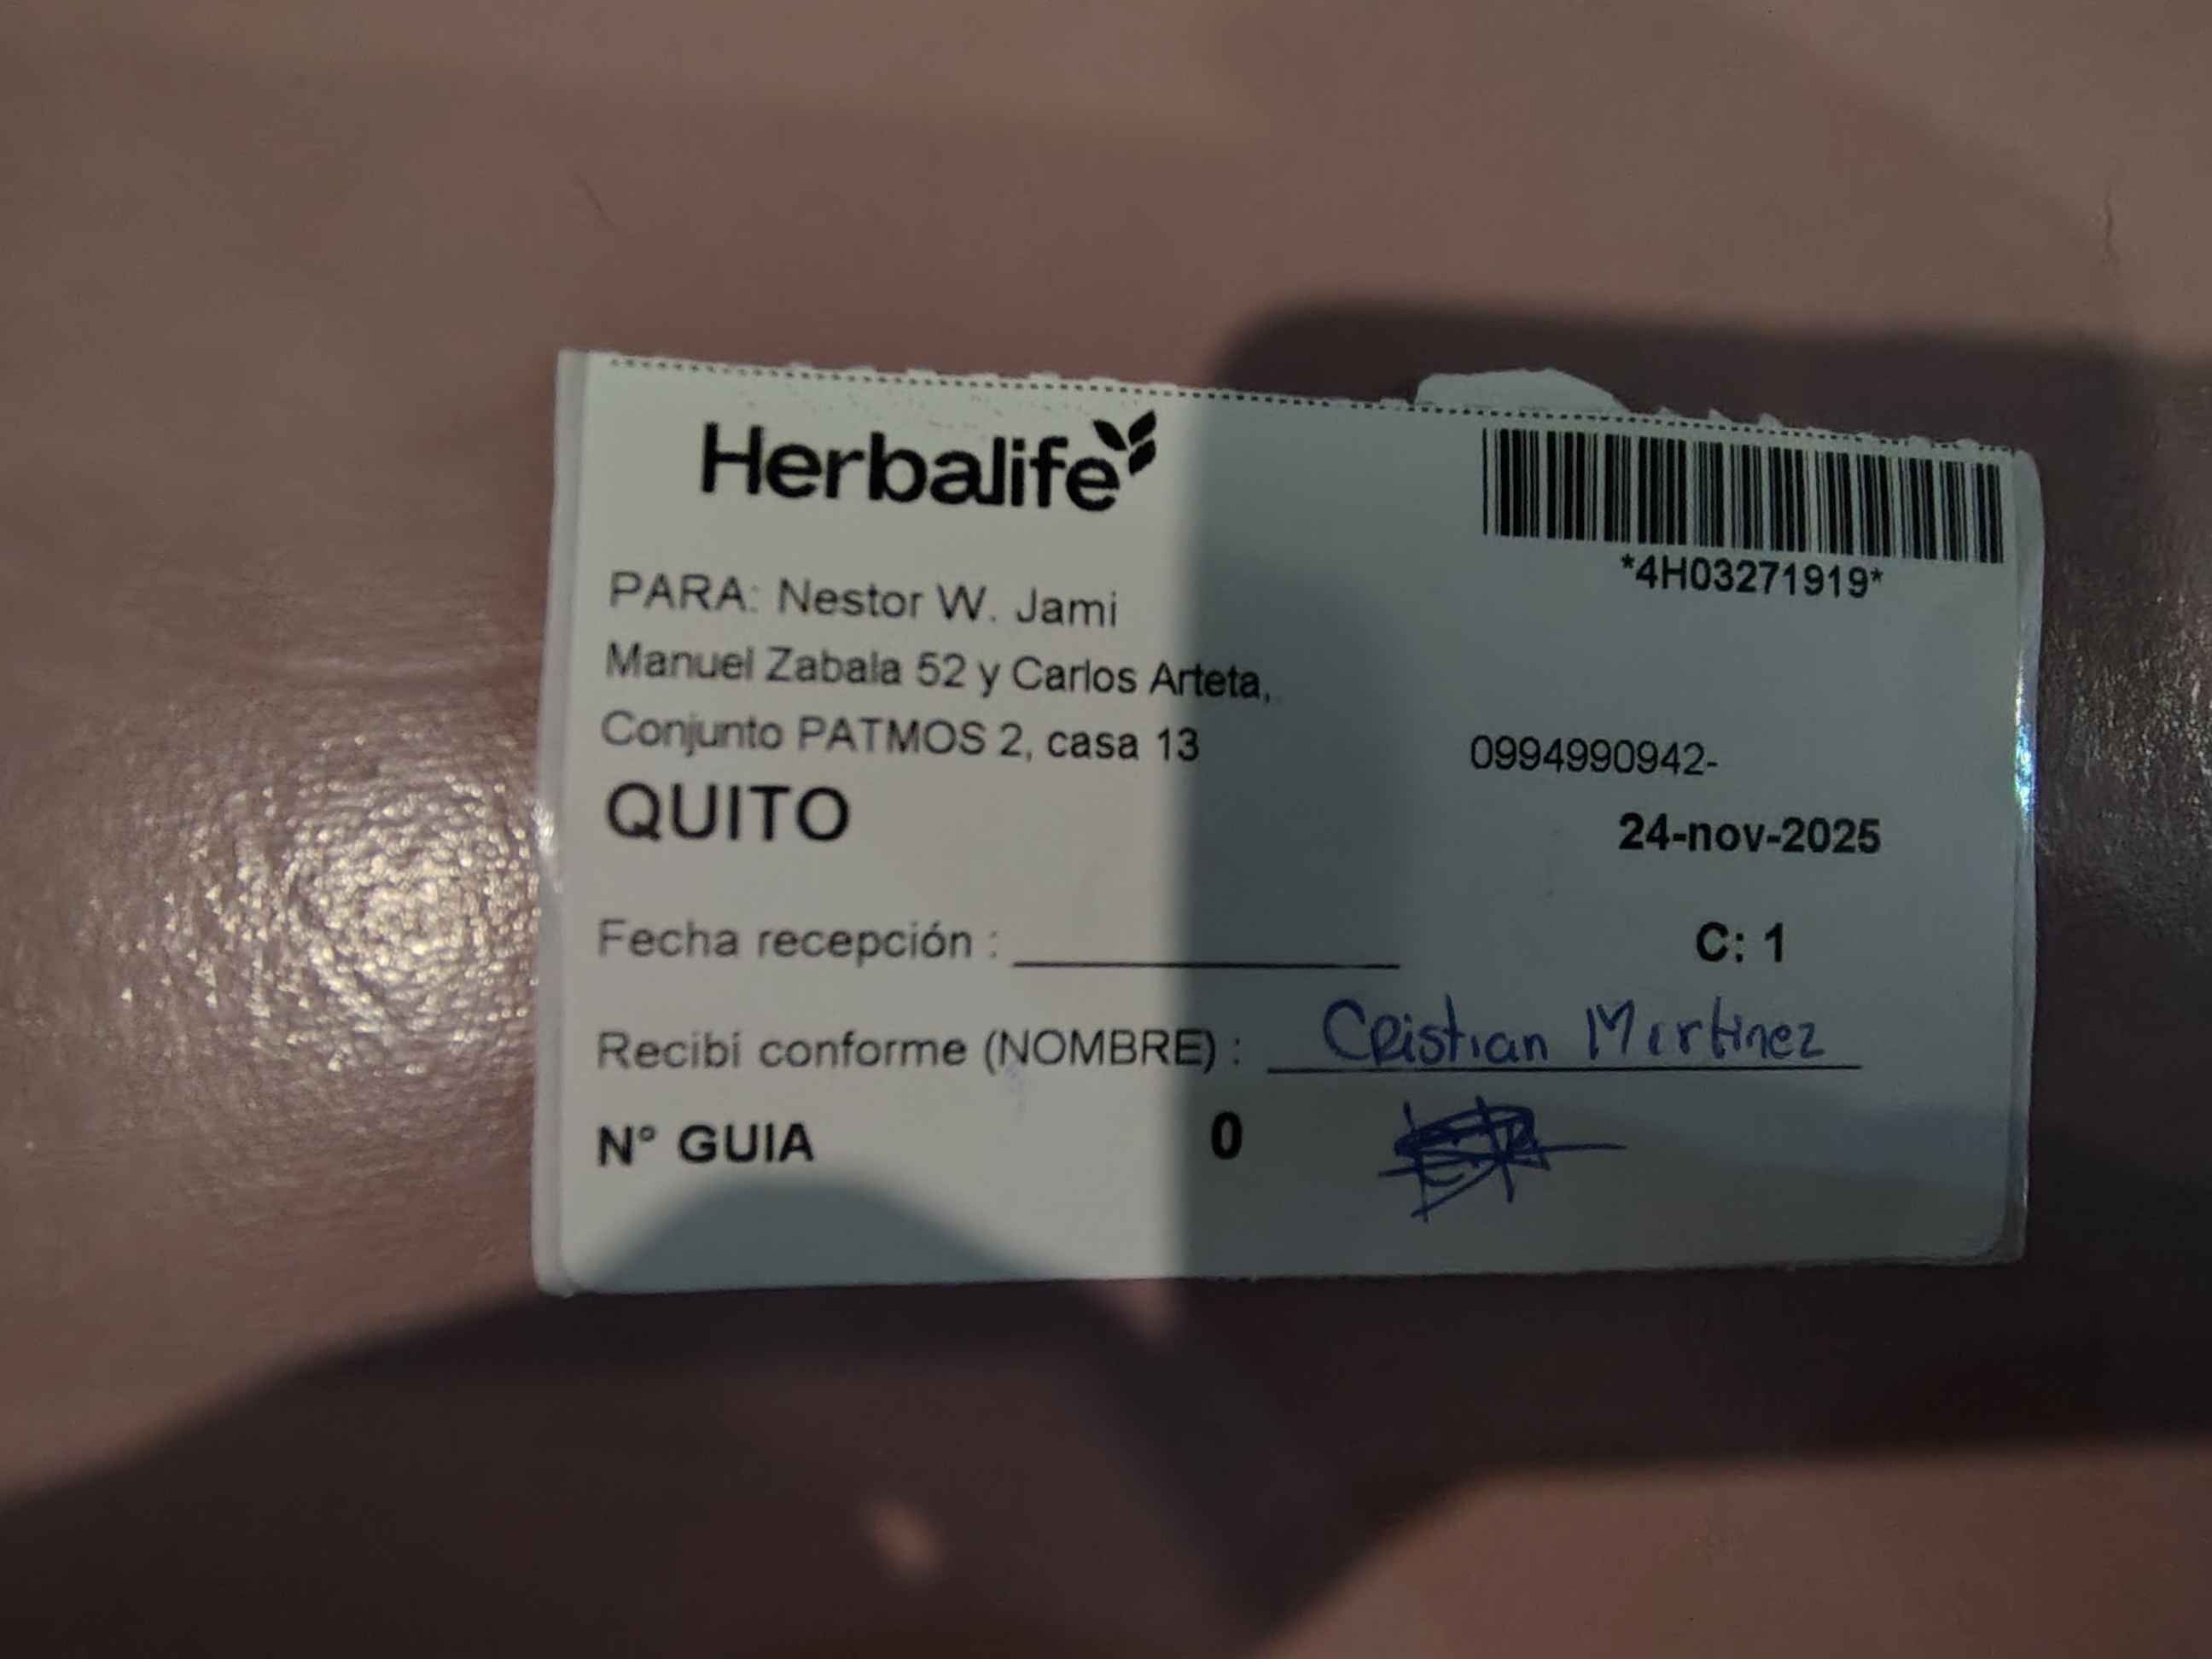 Herbalife
*4H03271919*
PARA: Nestor W. Jami
Manuel Zabala 52 y Carlos Arteta,
Conjunto PATMOS 2, casa 13
0994990942-
QUITO
24-nov-2025
Fecha recepción :
C: 1
Recibí conforme (NOMBRE) : Cristian Martinez
N° GUIA 0